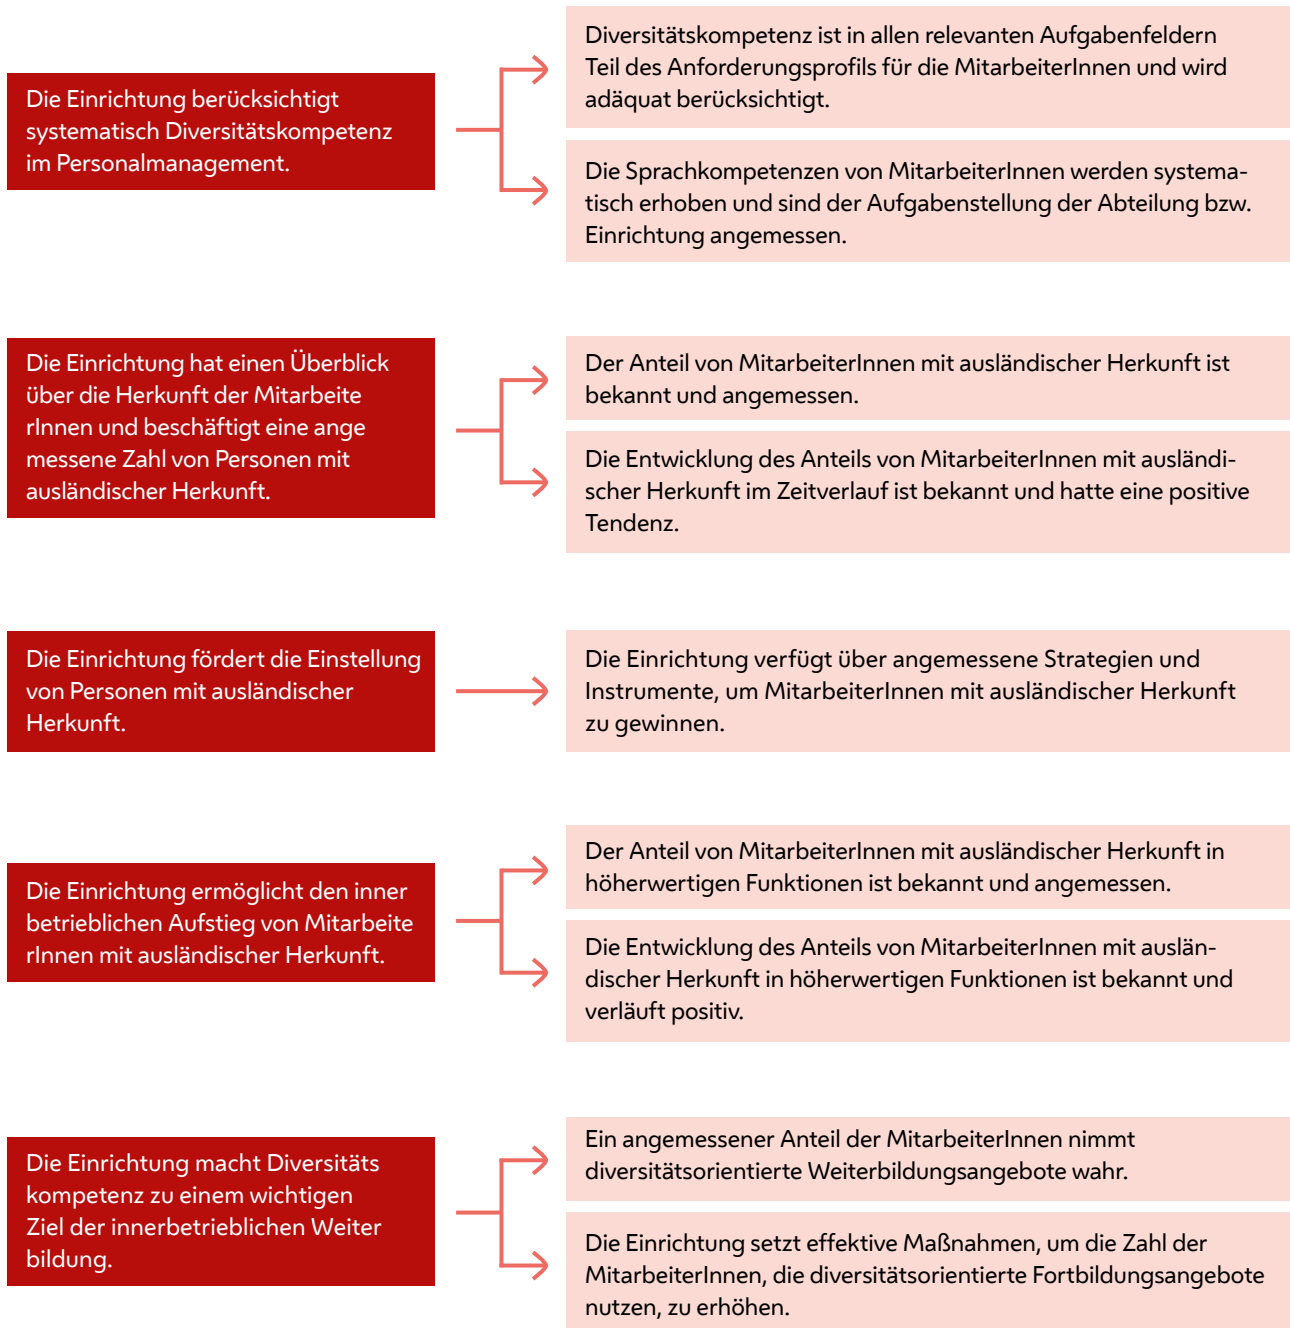 Die Einrichtung berücksichtigt
systematisch Diversitätskompetenz
im Personalmanagement.
Diversitätskompetenz ist in allen relevanten Aufgabenfeldern
Teil des Anforderungsprofils für die MitarbeiterInnen und wird
adäquat berücksichtigt.
Die Sprachkompetenzen von MitarbeiterInnen werden systema-
tisch erhoben und sind der Aufgabenstellung der Abteilung bzw.
Einrichtung angemessen.
Die Einrichtung hat einen Überblick
über die Herkunft der Mitarbeite
rInnen und beschäftigt eine ange
messene Zahl von Personen mit
ausländischer Herkunft.
Der Anteil von MitarbeiterInnen mit ausländischer Herkunft ist
bekannt und angemessen.
Die Entwicklung des Anteils von MitarbeiterInnen mit ausländi-
scher Herkunft im Zeitverlauf ist bekannt und hatte eine positive
Tendenz.
Die Einrichtung fördert die Einstellung
von Personen mit ausländischer
Herkunft.
Die Einrichtung verfügt über angemessene Strategien und
Instrumente, um MitarbeiterInnen mit ausländischer Herkunft
zu gewinnen.
Die Einrichtung ermöglicht den inner
betrieblichen Aufstieg von Mitarbeite
rInnen mit ausländischer Herkunft.
Der Anteil von MitarbeiterInnen mit ausländischer Herkunft in
höherwertigen Funktionen ist bekannt und angemessen.
Die Entwicklung des Anteils von MitarbeiterInnen mit auslän-
discher Herkunft in höherwertigen Funktionen ist bekannt und
verläuft positiv.
Die Einrichtung macht Diversitäts
kompetenz zu einem wichtigen
Ziel der innerbetrieblichen Weiter
bildung.
Ein angemessener Anteil der MitarbeiterInnen nimmt
diversitätsorientierte Weiterbildungsangebote wahr.
Die Einrichtung setzt effektive Maßnahmen, um die Zahl der
MitarbeiterInnen, die diversitätsorientierte Fortbildungsangebote
nutzen, zu erhöhen.